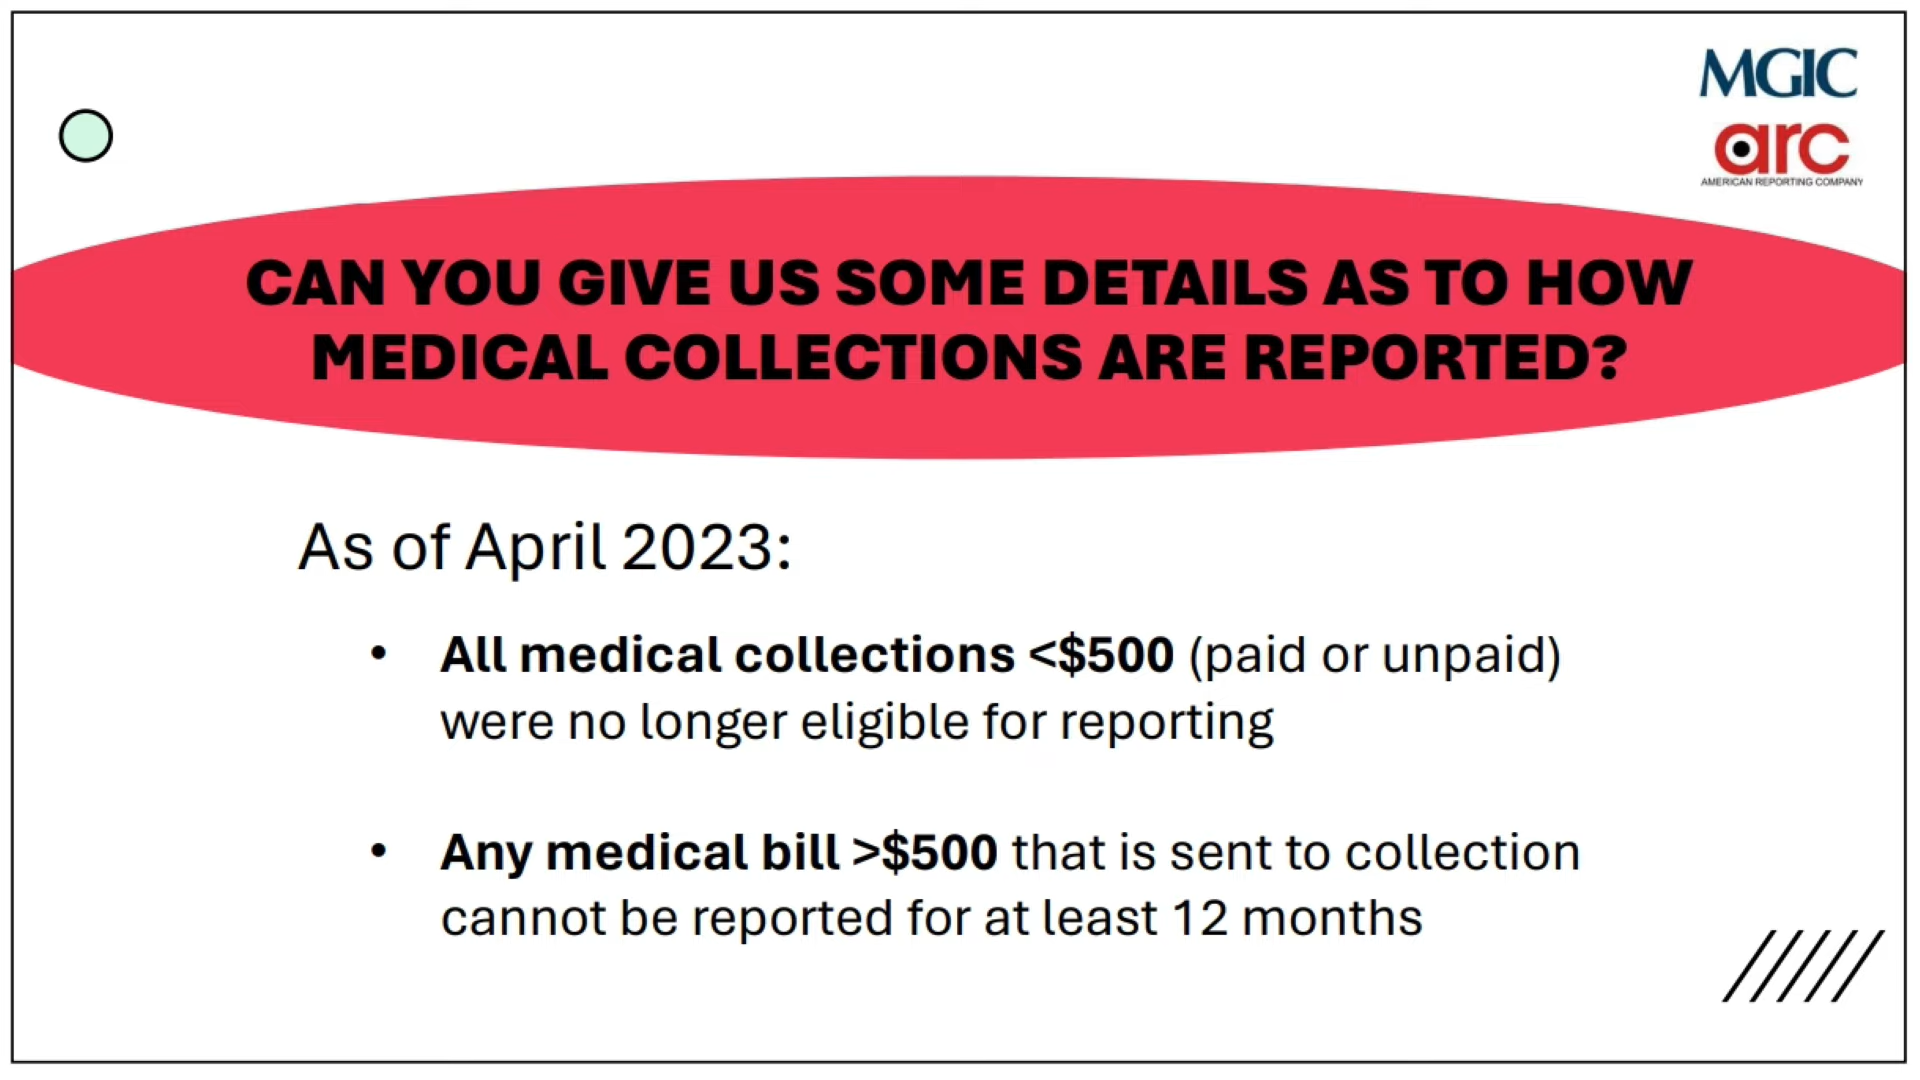 MGIC
arc
AMERICAN REPORTING COMPANY
CAN YOU GIVE US SOME DETAILS AS TO HOW
MEDICAL COLLECTIONS ARE REPORTED?
As of April 2023:
• All medical collections <$500 (paid or unpaid)
were no longer eligible for reporting
• Any medical bill >$500 that is sent to collection
cannot be reported for at least 12 months